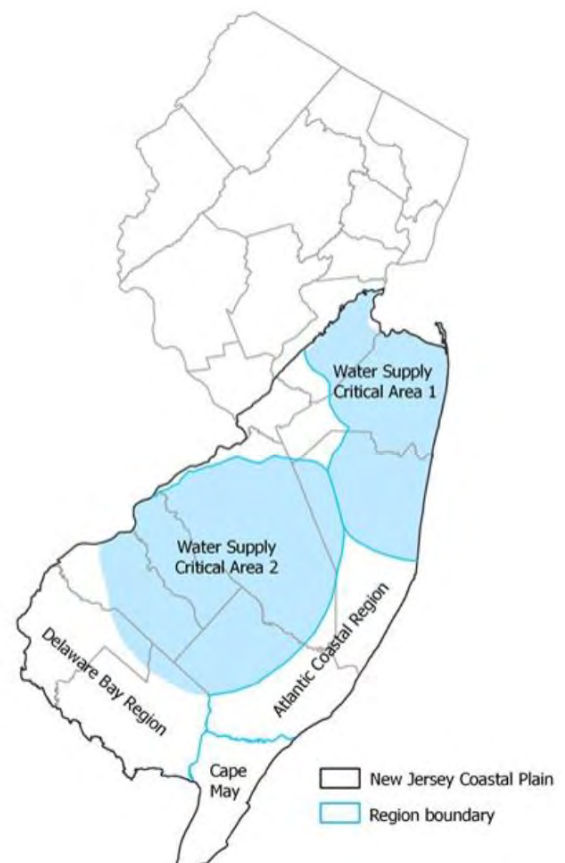 Water Supply
Critical Area 1
Water Supply
Critical Area 2
Delaware Bay Region
Atlantic Coastal Region
Cape
May
New Jersey Coastal Plain
Region boundary